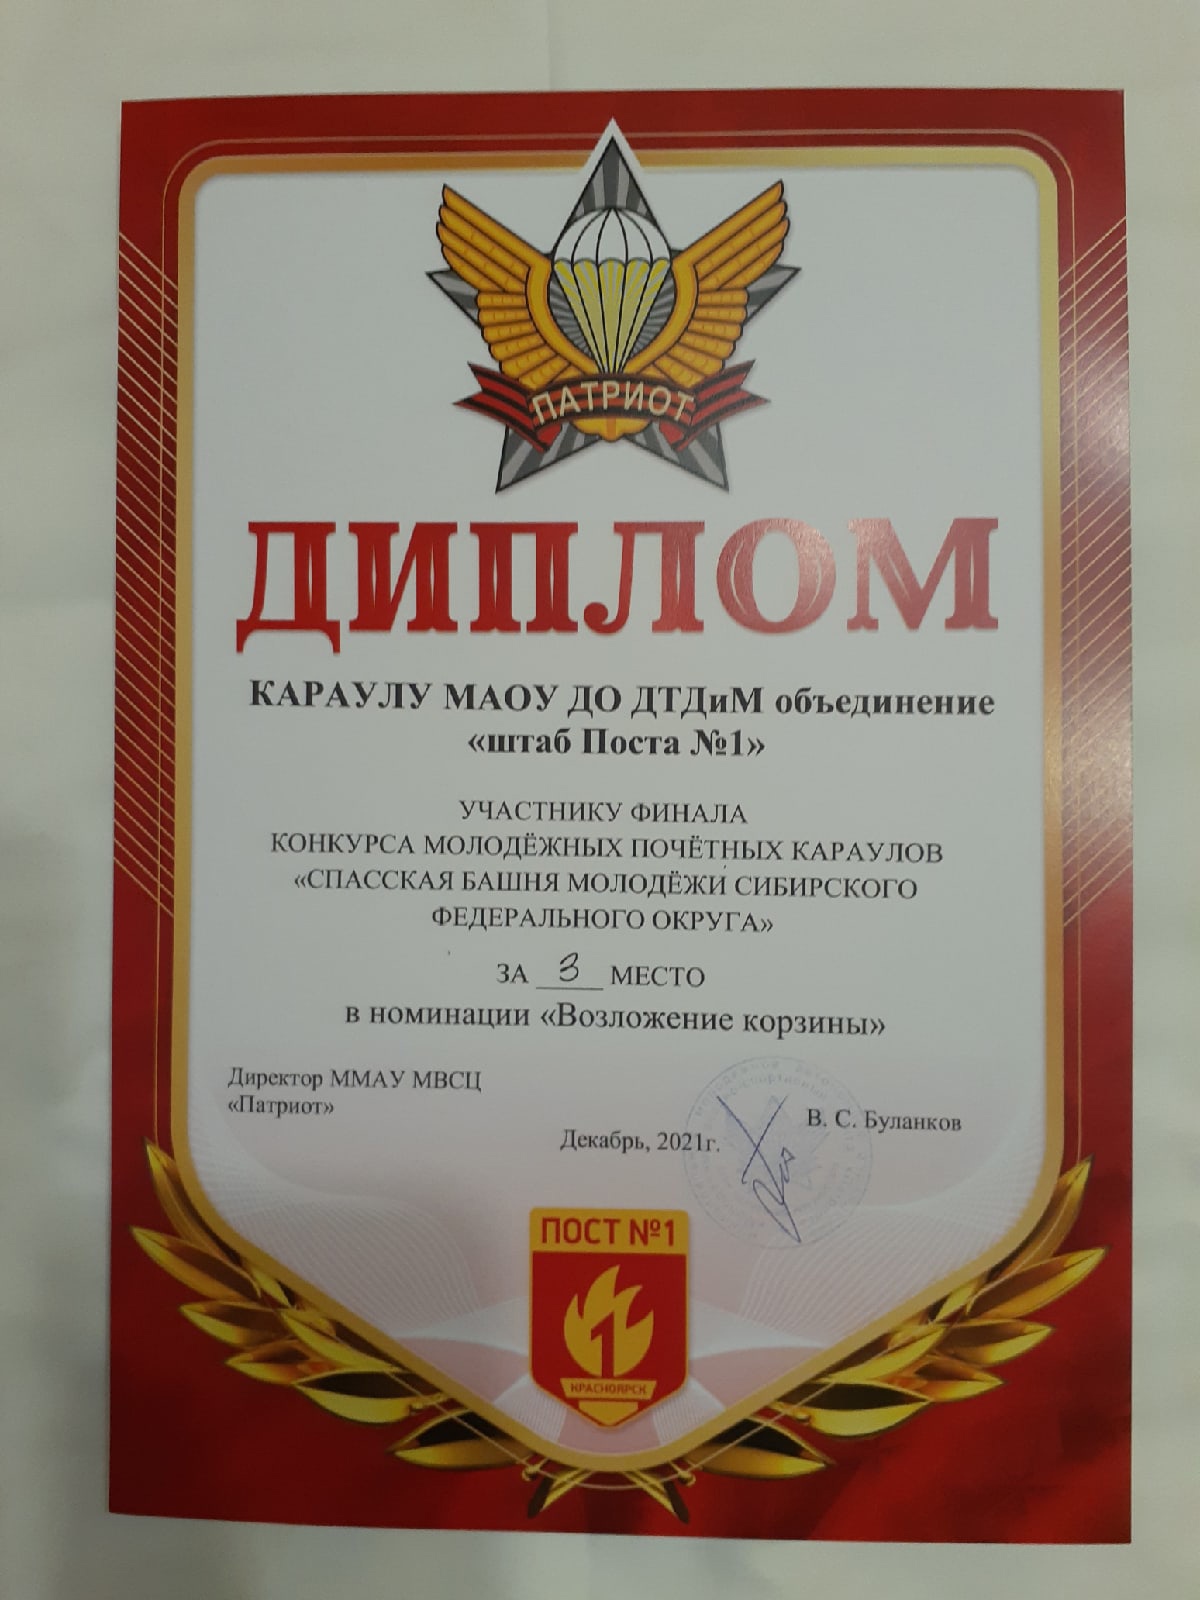 ПАТРИОТ
ДИПЛОМ
КАРАУЛУ МАОУ ДО ДТДиМ объединение
«штаб Поста №1»
УЧАСТНИКУ ФИНАЛА
КОНКУРСА МОЛОДЁЖНЫХ ПОЧЁТНЫХ КАРАУЛОВ
«СПАССКАЯ БАШНЯ МОЛОДЁЖИ СИБИРСКОГО
ФЕДЕРАЛЬНОГО ОКРУГА»
ЗА 3 МЕСТО
в номинации «Возложение корзины»
Директор ММАУ МВСЦ
«Патриот»
В. С. Буланков
Декабрь, 2021г.
ПОСТ №1
1
КРАСНОЯРСК